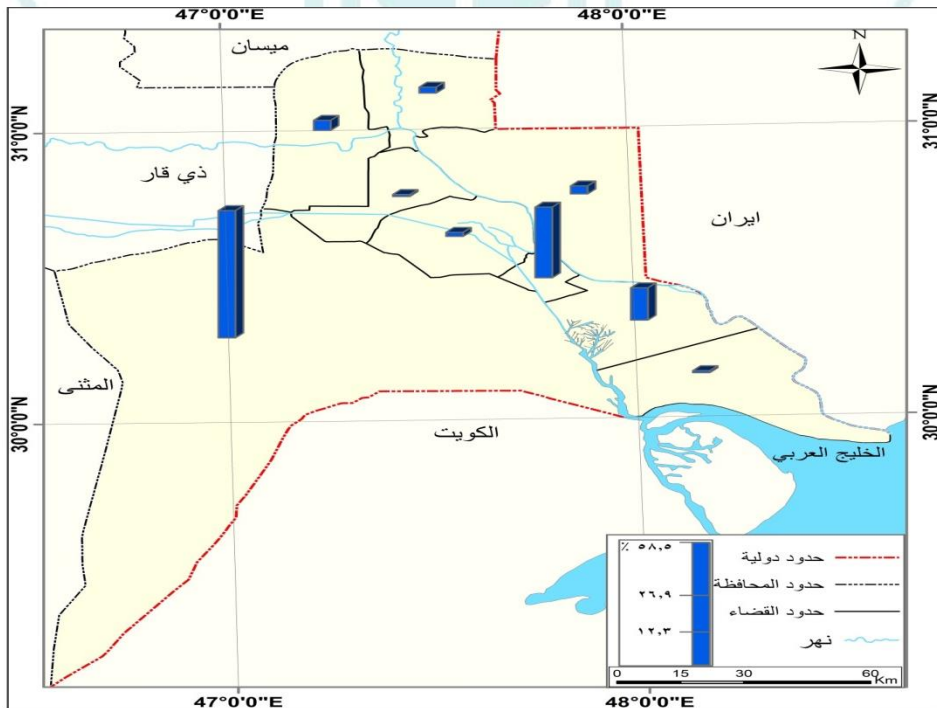 47°0'0"E
48°0'0"E
ميسان
N
31°0'0"N
31°0'0"N
ذي قار
ايران
المثنى
30°0'0"N
30°0'0"N
الكويت
الخليج العربي
٪ ٥٨,٥
٢٦,٩
١٢,٣
حدود دولية
حدود المحافظة
حدود القضاء
نهر
0 15 30 60
Km
47°0'0"E
48°0'0"E